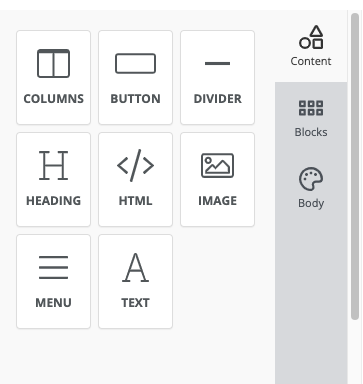 Content
COLUMNS
BUTTON
DIVIDER
Blocks
HEADING
HTML
IMAGE
Body
MENU
TEXT